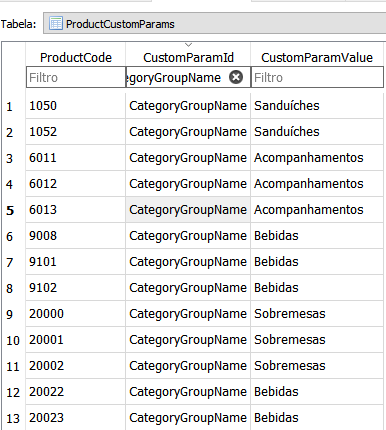 Tabela: ProductCustomParams
ProductCode CustomParamId CustomParamValue
Filtro egoryGroupName Filtro
1 1050 CategoryGroupName Sanduíches
2 1052 CategoryGroupName Sanduíches
3 6011 CategoryGroupName Acompanhamentos
4 6012 CategoryGroupName Acompanhamentos
5 6013 CategoryGroupName Acompanhamentos
6 9008 CategoryGroupName Bebidas
7 9101 CategoryGroupName Bebidas
8 9102 CategoryGroupName Bebidas
9 20000 CategoryGroupName Sobremesas
10 20001 CategoryGroupName Sobremesas
11 20002 CategoryGroupName Sobremesas
12 20022 CategoryGroupName Bebidas
13 20023 CategoryGroupName Bebidas